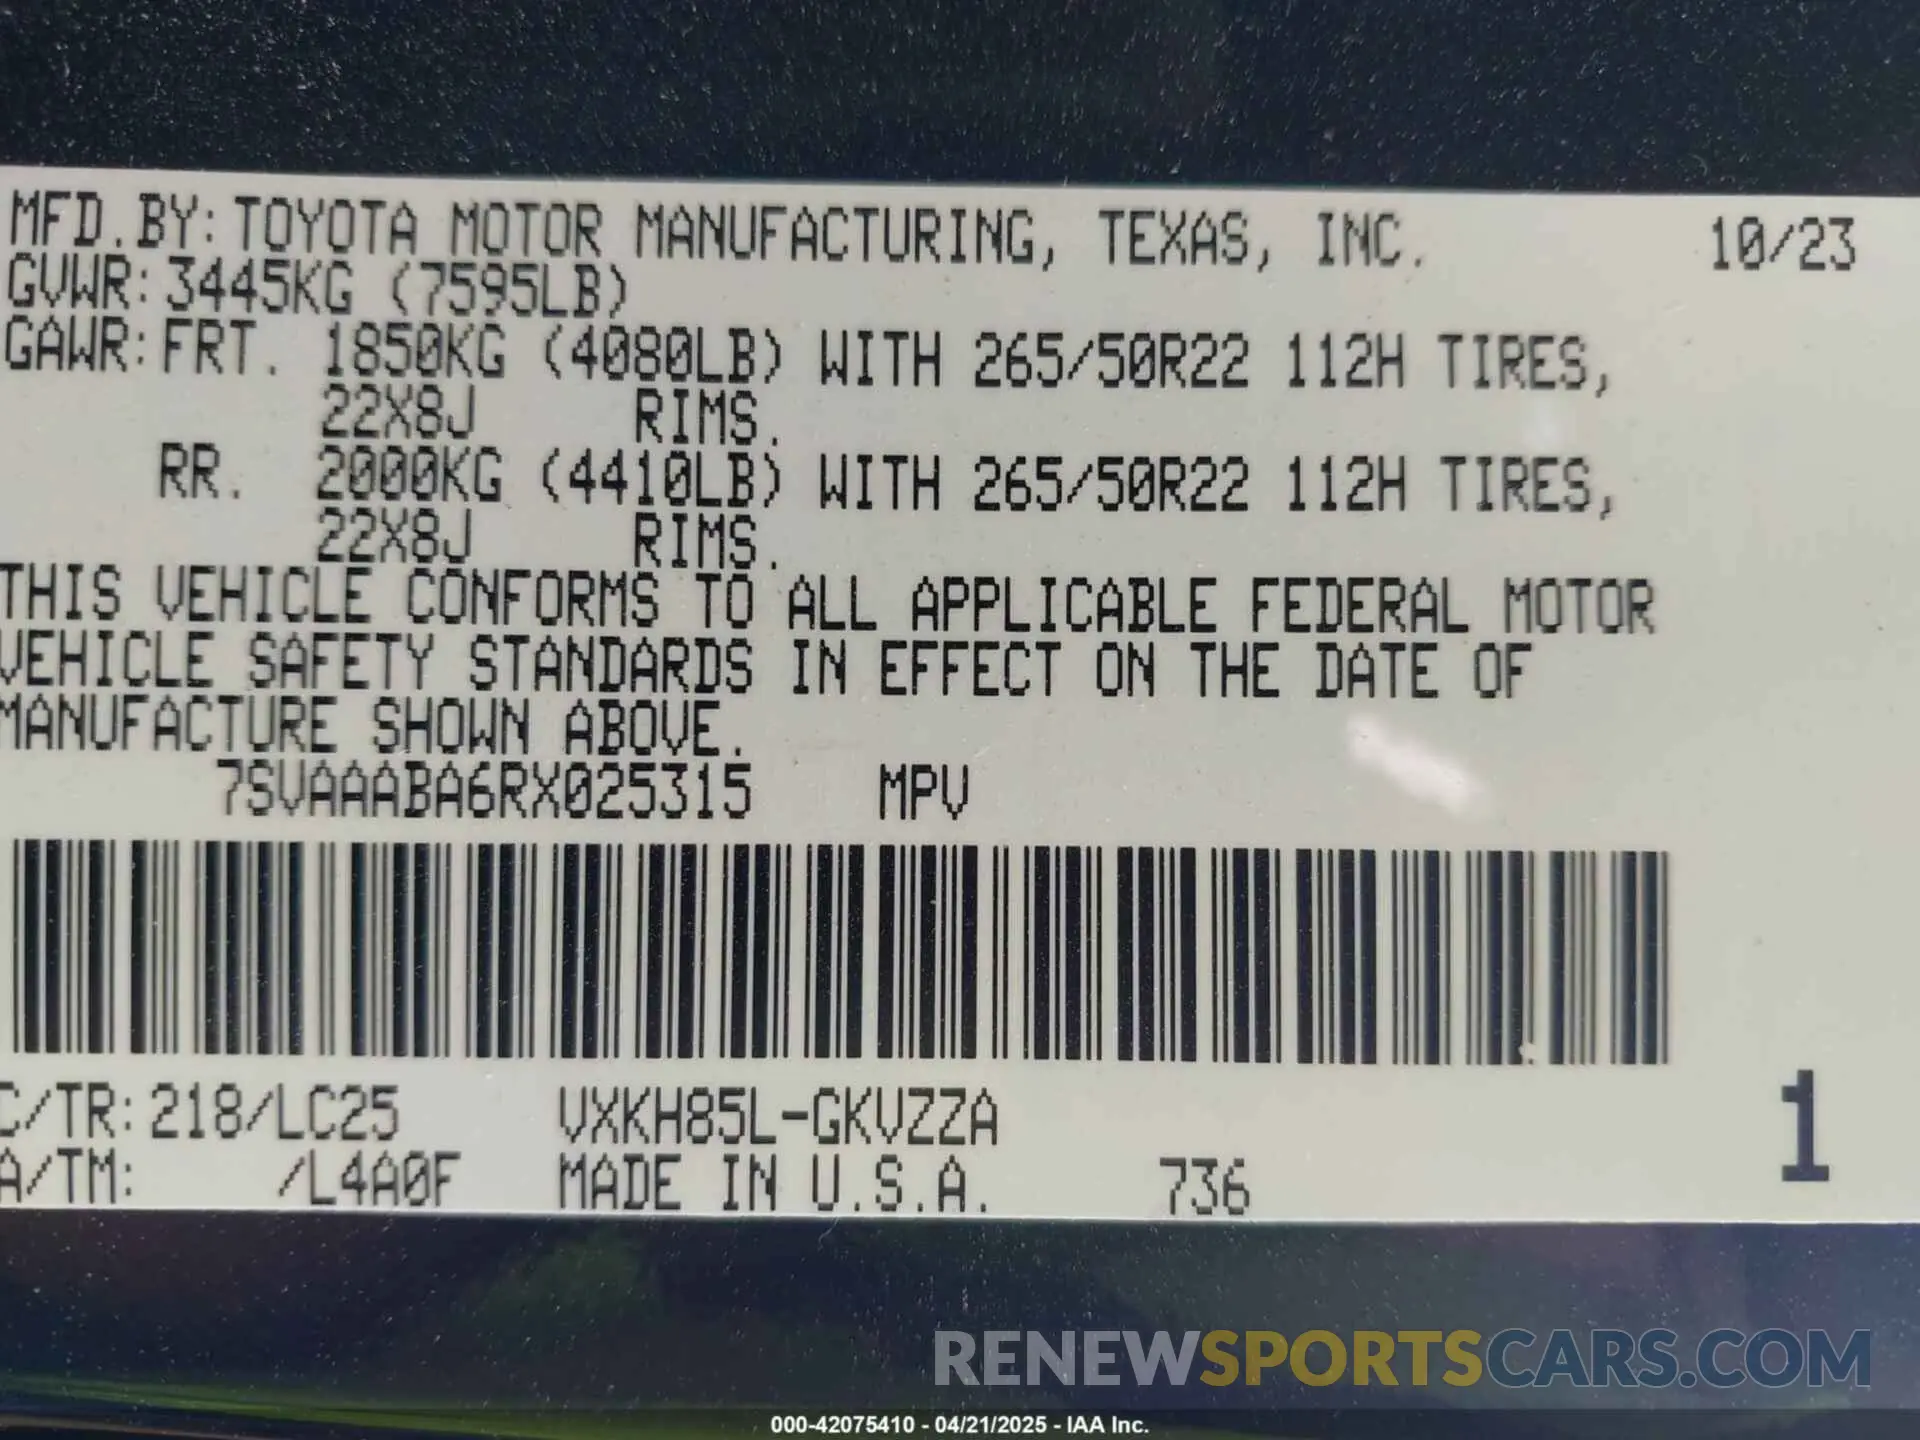 MFD.BY:TOYOTA MOTOR MANUFACTURING, TEXAS, INC. 10/23
GVWR:3445KG (7595LB)
GAWR:FRT. 1850KG (4080LB) WITH 265/50R22 112H TIRES,
22X8J RIMS.
RR. 2000KG (4410LB) WITH 265/50R22 112H TIRES,
22X8J RIMS.
THIS VEHICLE CONFORMS TO ALL APPLICABLE FEDERAL MOTOR
VEHICLE SAFETY STANDARDS IN EFFECT ON THE DATE OF
MANUFACTURE SHOWN ABOVE.
7SVAAABA6RX025315 MPV
C/TR:218/LC25 VXKH85L-GKVZZA 1
A/TM: /L4A0F MADE IN U.S.A. 736
RENEWSPORTSCARS.COM
000-42075410 - 04/21/2025 - IAA Inc.